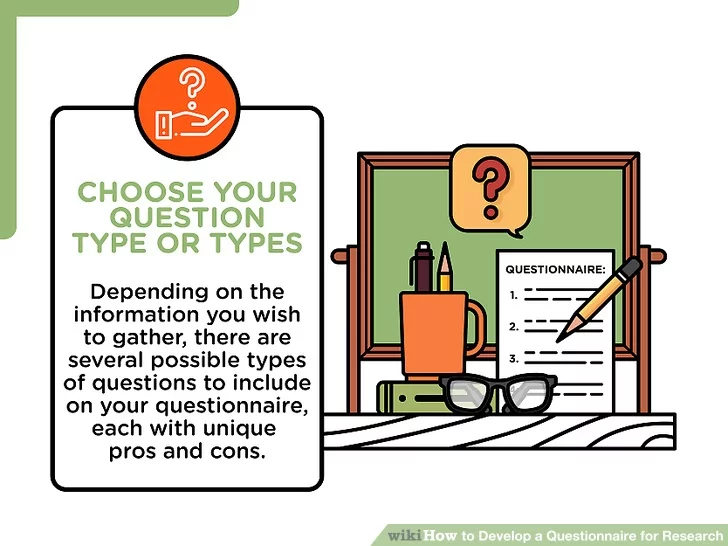 CHOOSE YOUR
QUESTION
TYPE OR TYPES
Depending on the
information you wish
to gather, there are
several possible types
of questions to include
on your questionnaire,
each with unique
pros and cons.
?
?
QUESTIONNAIRE:
1.
2.
3.
wikiHow to Develop a Questionnaire for Research